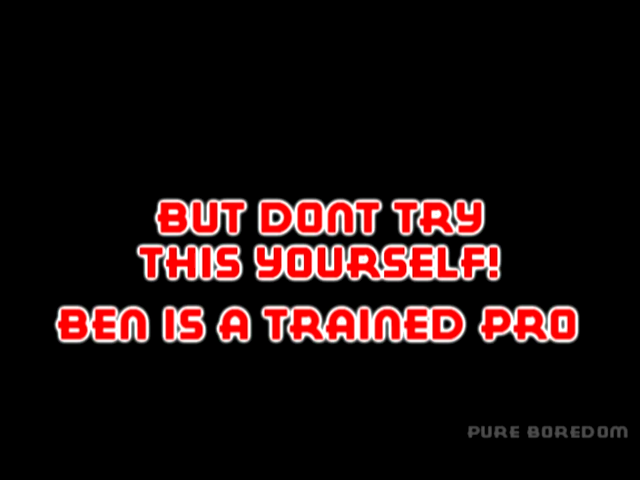 BUT DONT TRY
THIS YOURSELF!
BEN IS A TRAINED PRO
PURE BOREDOM